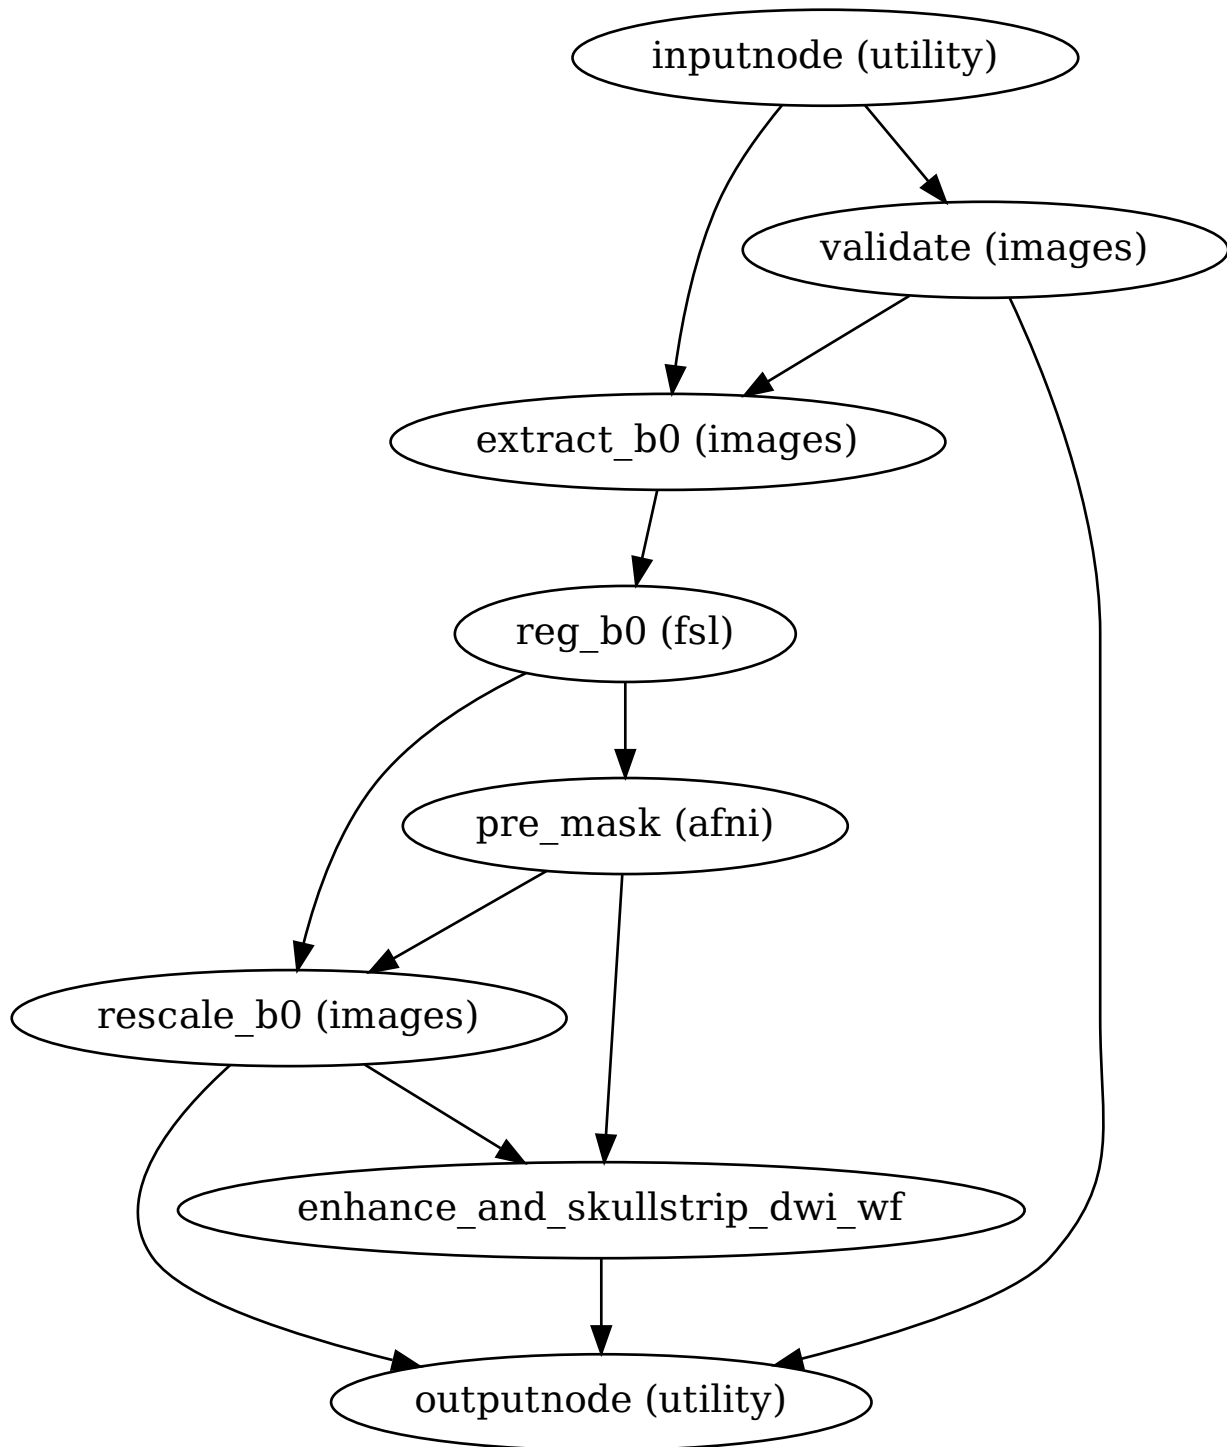 inputnode (utility)
validate (images)
extract_b0 (images)
reg_b0 (fsl)
pre_mask (afni)
rescale_b0 (images)
enhance_and_skullstrip_dwi_wf
outputnode (utility)